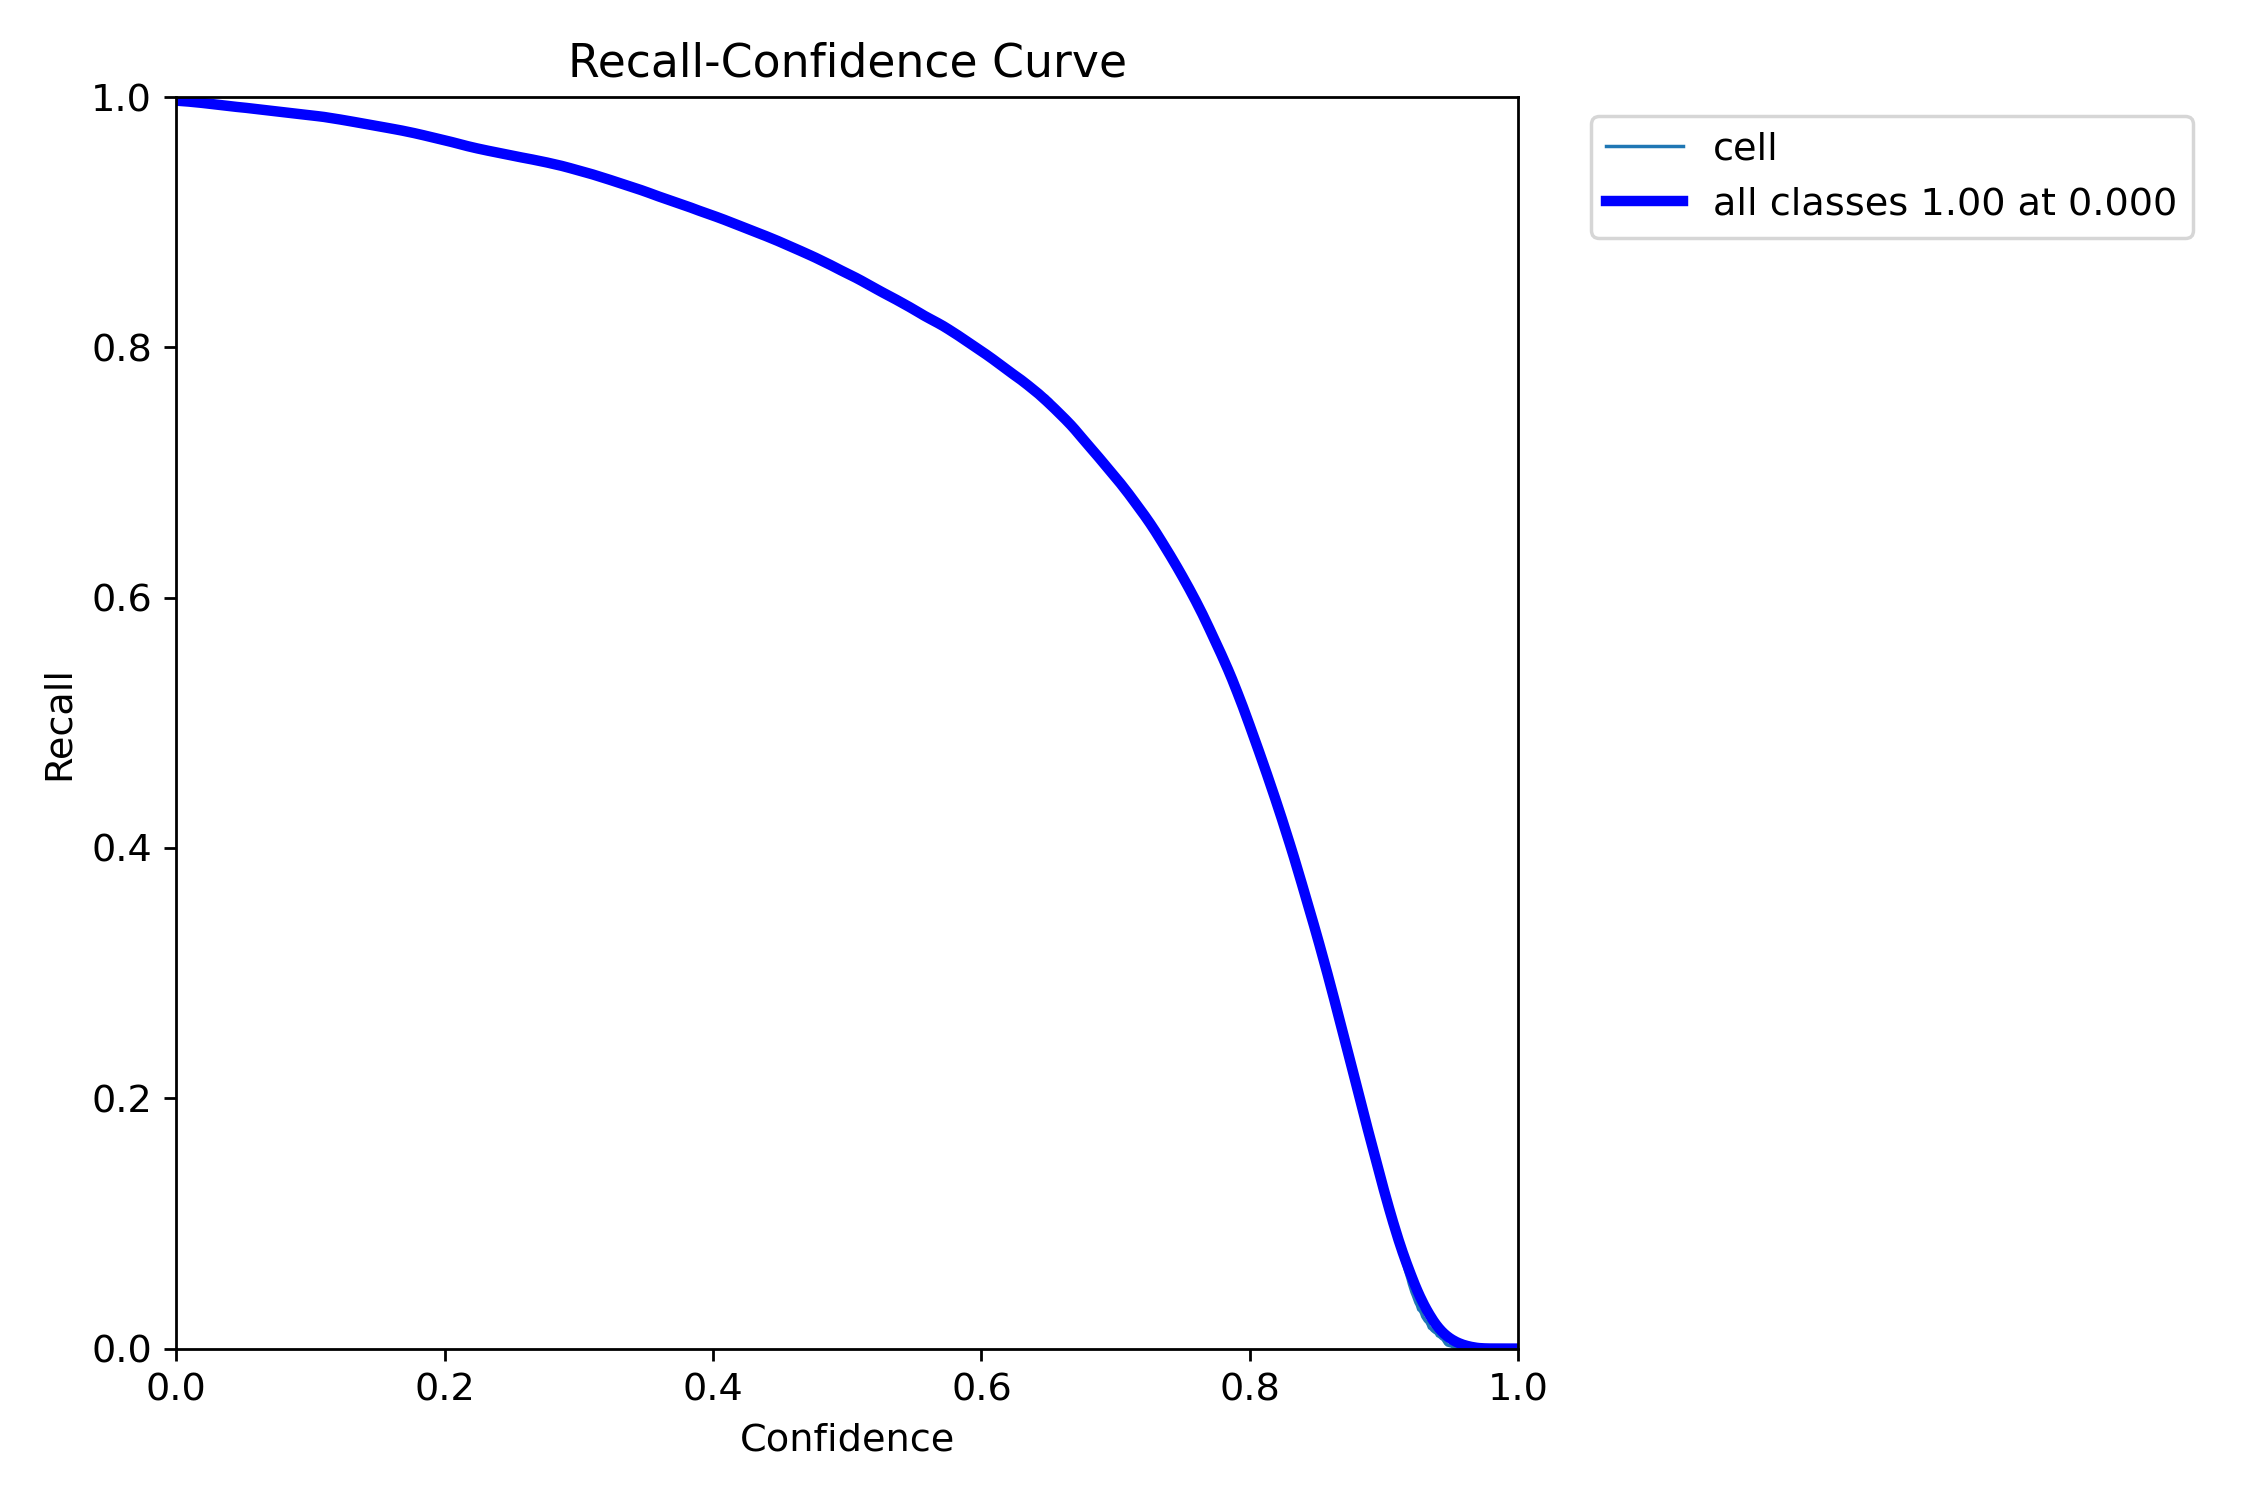 Recall-Confidence Curve
1.0
0.8
0.6
0.4
0.2
0.0
Recall
0.0 0.2 0.4 0.6 0.8 1.0
Confidence
cell
all classes 1.00 at 0.000